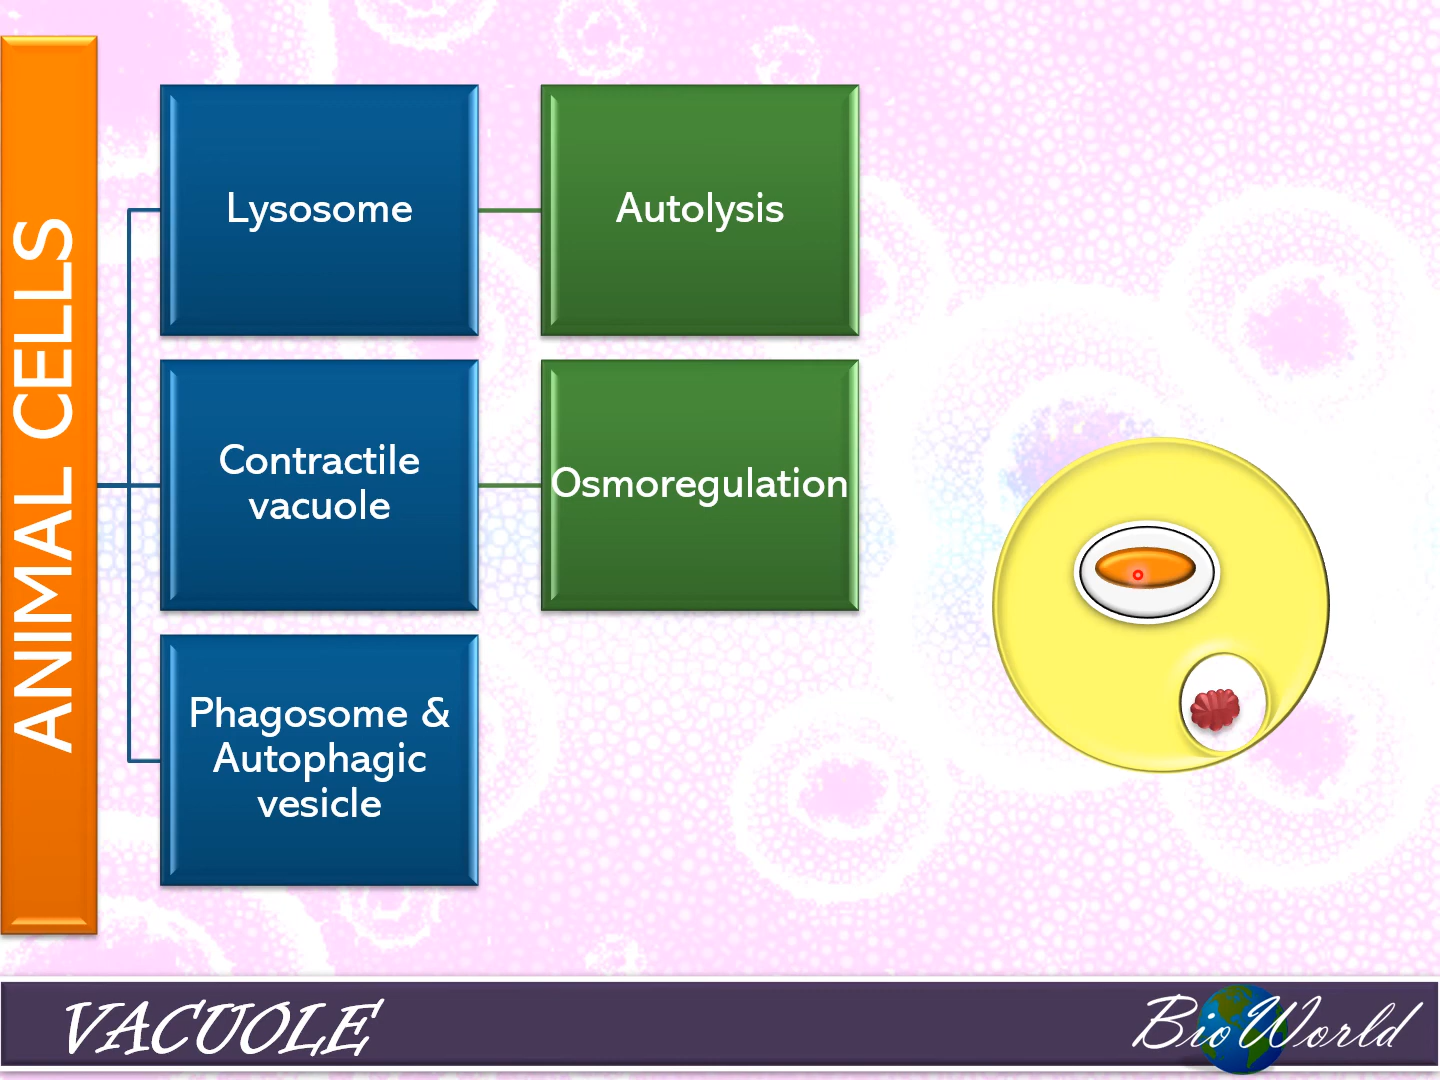 ANIMAL CELLS
Lysosome
Autolysis
Contractile
vacuole
Osmoregulation
Phagosome &
Autophagic
vesicle
VACUOLE
BioWorld